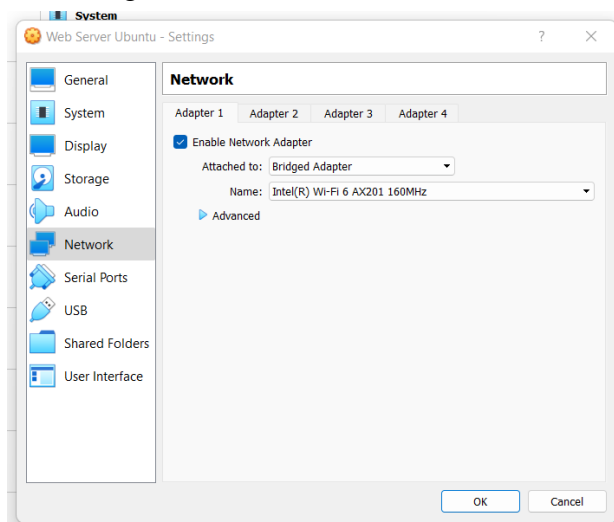 System
Web Server Ubuntu - Settings ? ×
General
System
Display
Storage
Audio
Network
Serial Ports
USB
Shared Folders
User Interface
Network
Adapter 1 Adapter 2 Adapter 3 Adapter 4
Enable Network Adapter
Attached to: Bridged Adapter
Name: Intel(R) Wi-Fi 6 AX201 160MHz
Advanced
OK Cancel